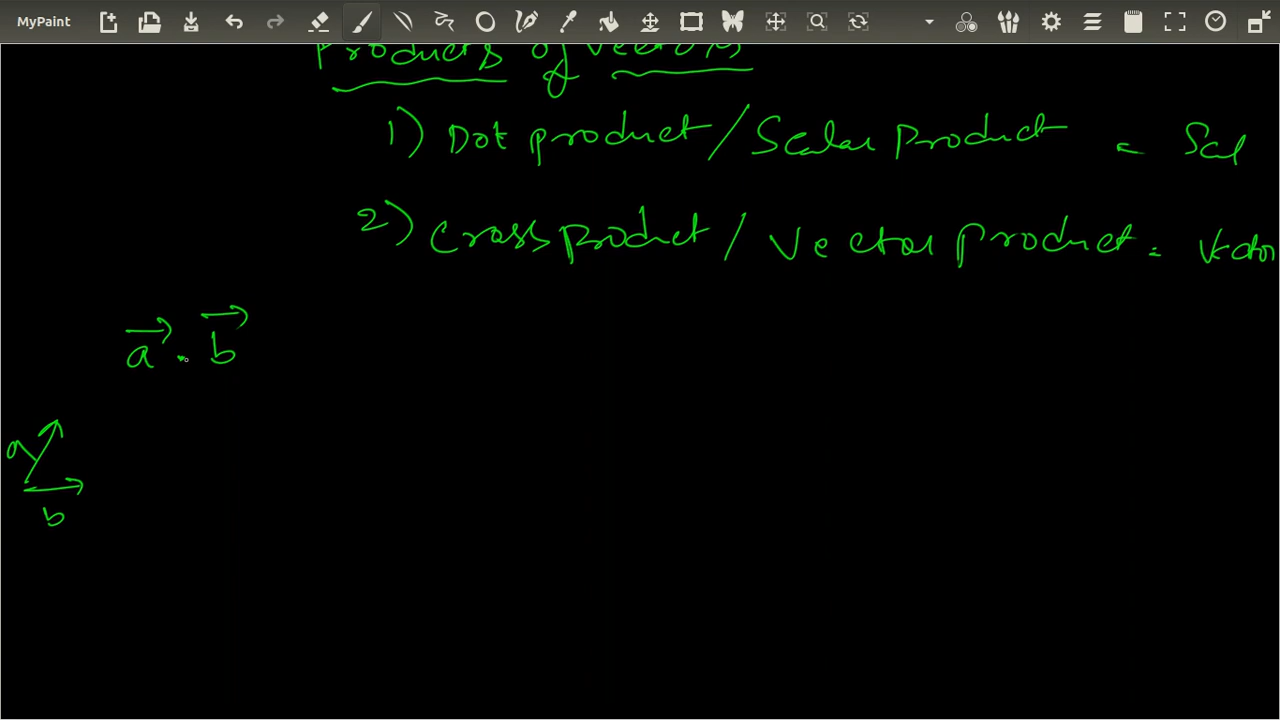 MyPaint
Products of Vectors
1) Dot product / Scalar Product = Scal
2) Cross product / Vector product = Vector
a⃗ · b⃗
a
b